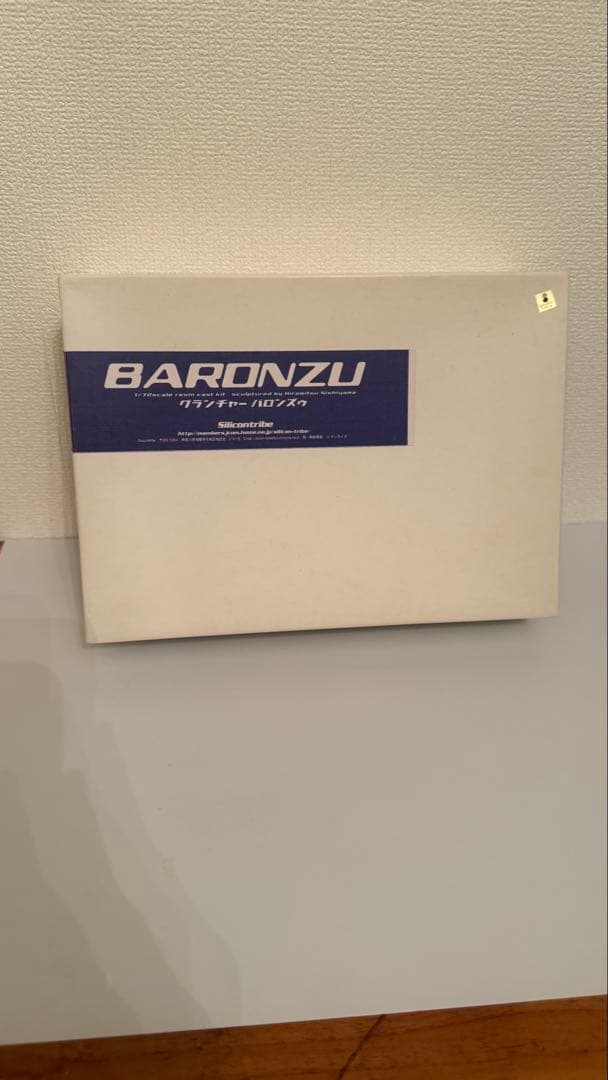 BARONZU
1/72scale resin cast kit sculptured by Hiromitsu Nishiyama
グランチャー バロンズゥ
Silicontribe
http://members.jcom.home.ne.jp/silicon-tribe/